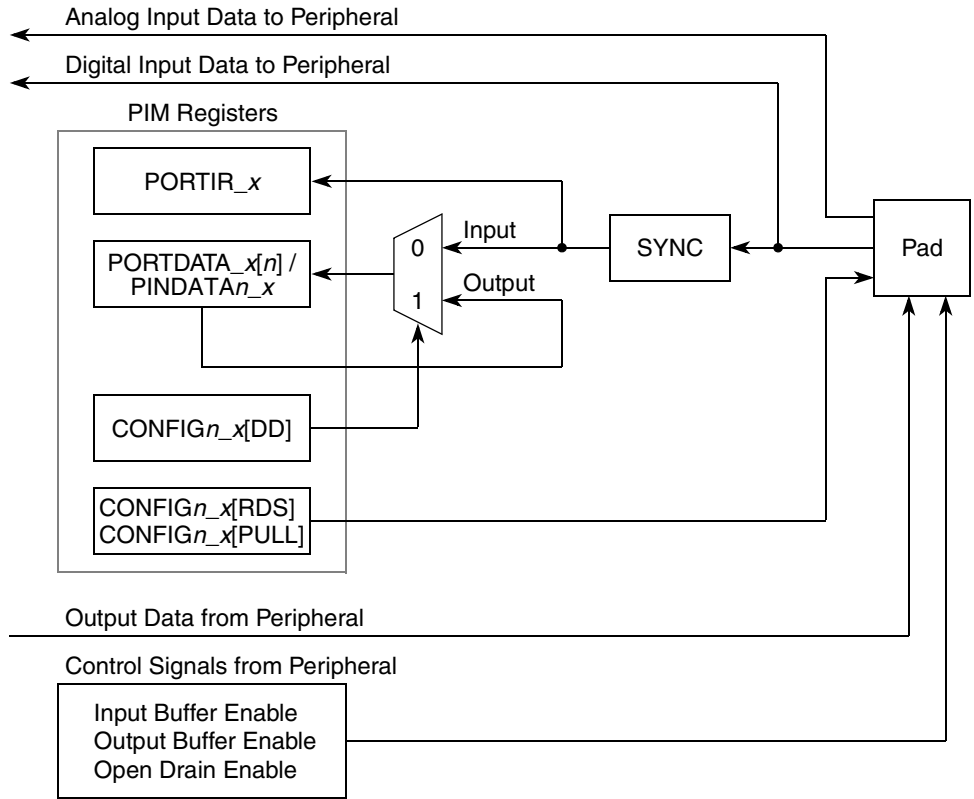 Analog Input Data to Peripheral
Digital Input Data to Peripheral
PIM Registers
PORTIR_x
PORTDATA_x[n] /
PINDATAn_x
0
1
Input
Output
SYNC
Pad
CONFIGn_x[DD]
CONFIGn_x[RDS]
CONFIGn_x[PULL]
Output Data from Peripheral
Control Signals from Peripheral
Input Buffer Enable
Output Buffer Enable
Open Drain Enable